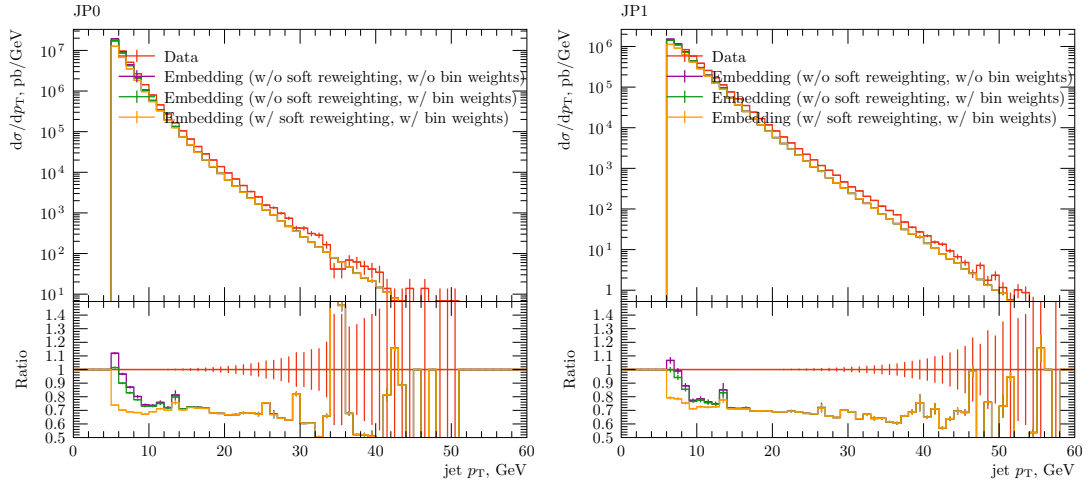 JP0
dσ/dpT, pb/GeV
10^7
10^6
10^5
10^4
10^3
10^2
10^1
Data
Embedding (w/o soft reweighting, w/o bin weights)
Embedding (w/o soft reweighting, w/ bin weights)
Embedding (w/ soft reweighting, w/ bin weights)
Ratio
1.4
1.3
1.2
1.1
1
0.9
0.8
0.7
0.6
0.5
0 10 20 30 40 50 60
jet pT, GeV
JP1
dσ/dpT, pb/GeV
10^6
10^5
10^4
10^3
10^2
10^1
1
Data
Embedding (w/o soft reweighting, w/o bin weights)
Embedding (w/o soft reweighting, w/ bin weights)
Embedding (w/ soft reweighting, w/ bin weights)
Ratio
1.4
1.3
1.2
1.1
1
0.9
0.8
0.7
0.6
0.5
0 10 20 30 40 50 60
jet pT, GeV